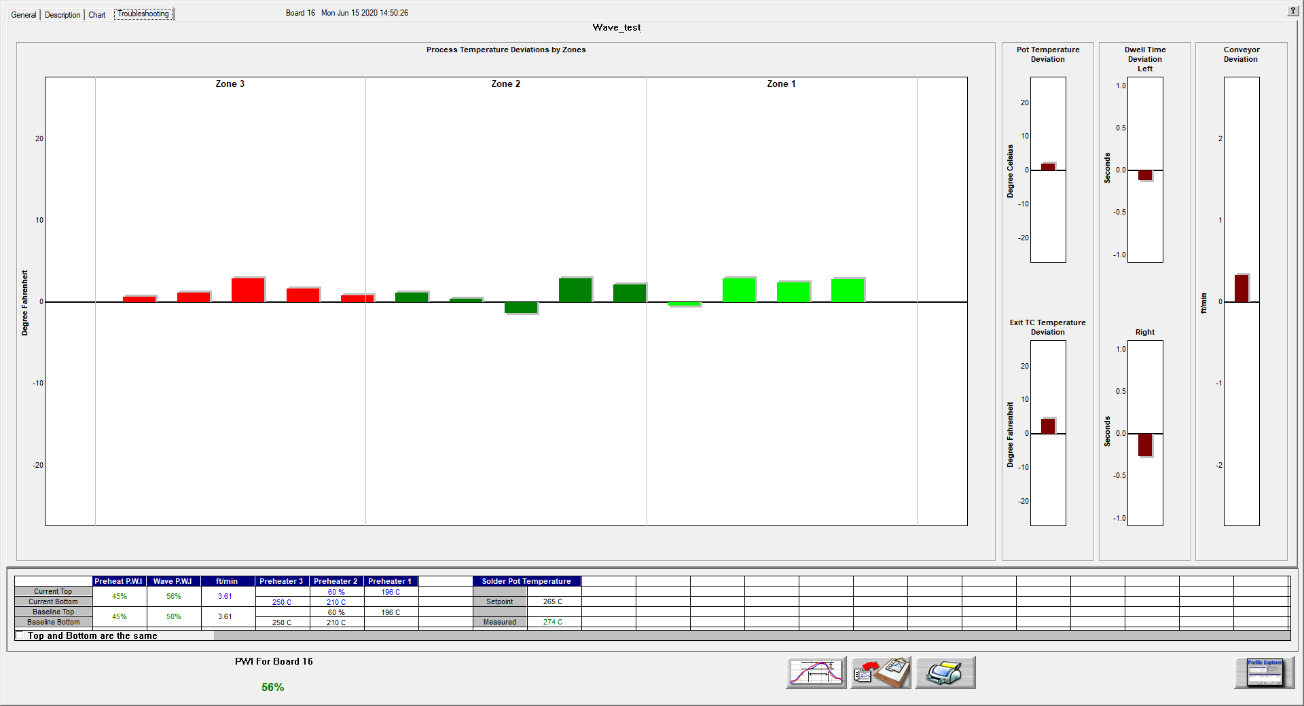 General Description Chart Troubleshooting Board 16 Mon Jun 15 2020 14:50:26 ?
Wave_test
Process Temperature Deviations by Zones
Zone 3 Zone 2 Zone 1
20
10
0
-10
-20
Degree Fahrenheit
Pot Temperature
Deviation
20
10
0
-10
-20
Degree Celsius
Exit TC Temperature
Deviation
20
10
0
-10
-20
Degree Fahrenheit
Dwell Time
Deviation
Left
1.0
0.5
0.0
-0.5
-1.0
Seconds
Right
1.0
0.5
0.0
-0.5
-1.0
Seconds
Conveyor
Deviation
2
1
0
-1
-2
ft/min
Preheat P.W.I Wave P.W.I ft/min Preheater 3 Preheater 2 Preheater 1 Solder Pot Temperature
Current Top 45% 56% 3.61 60 % 196 C
Current Bottom 250 C 210 C Setpoint 265 C
Baseline Top 45% 50% 3.61 60 % 196 C
Baseline Bottom 250 C 210 C Measured 274 C
Top and Bottom are the same
PWI For Board 16
56%
Profile Explorer